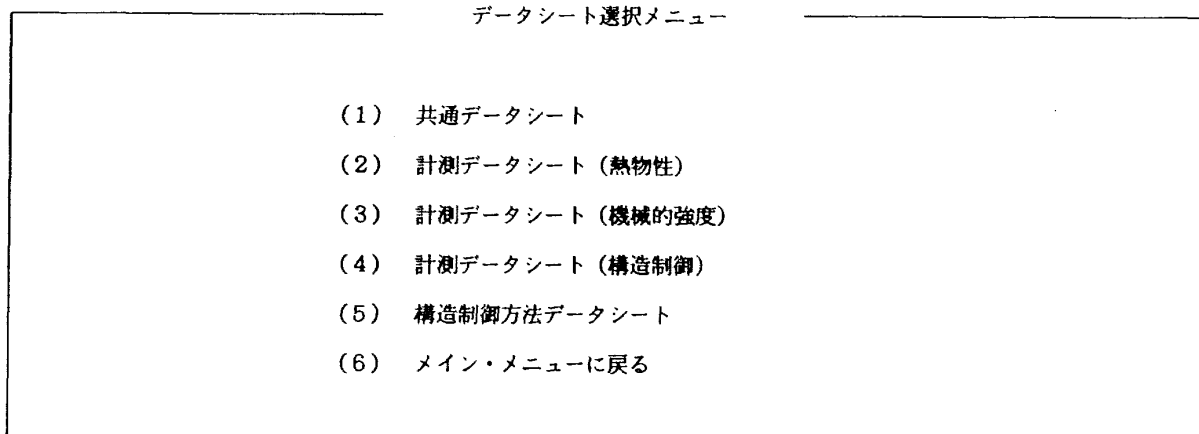 データシート選択メニュー
(1) 共通データシート
(2) 計測データシート (熱物性)
(3) 計測データシート (機械的強度)
(4) 計測データシート (構造制御)
(5) 構造制御方法データシート
(6) メイン・メニューに戻る